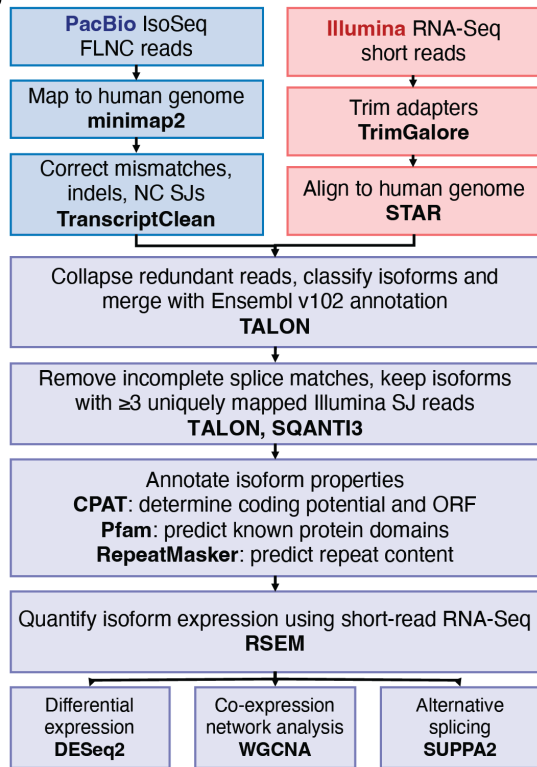 PacBio IsoSeq
FLNC reads
Illumina RNA-Seq
short reads
Map to human genome
minimap2
Trim adapters
TrimGalore
Correct mismatches,
indels, NC SJs
TranscriptClean
Align to human genome
STAR
Collapse redundant reads, classify isoforms and
merge with Ensembl v102 annotation
TALON
Remove incomplete splice matches, keep isoforms
with ≥3 uniquely mapped Illumina SJ reads
TALON, SQANTI3
Annotate isoform properties
CPAT: determine coding potential and ORF
Pfam: predict known protein domains
RepeatMasker: predict repeat content
Quantify isoform expression using short-read RNA-Seq
RSEM
Differential
expression
DESeq2
Co-expression
network analysis
WGCNA
Alternative
splicing
SUPPA2